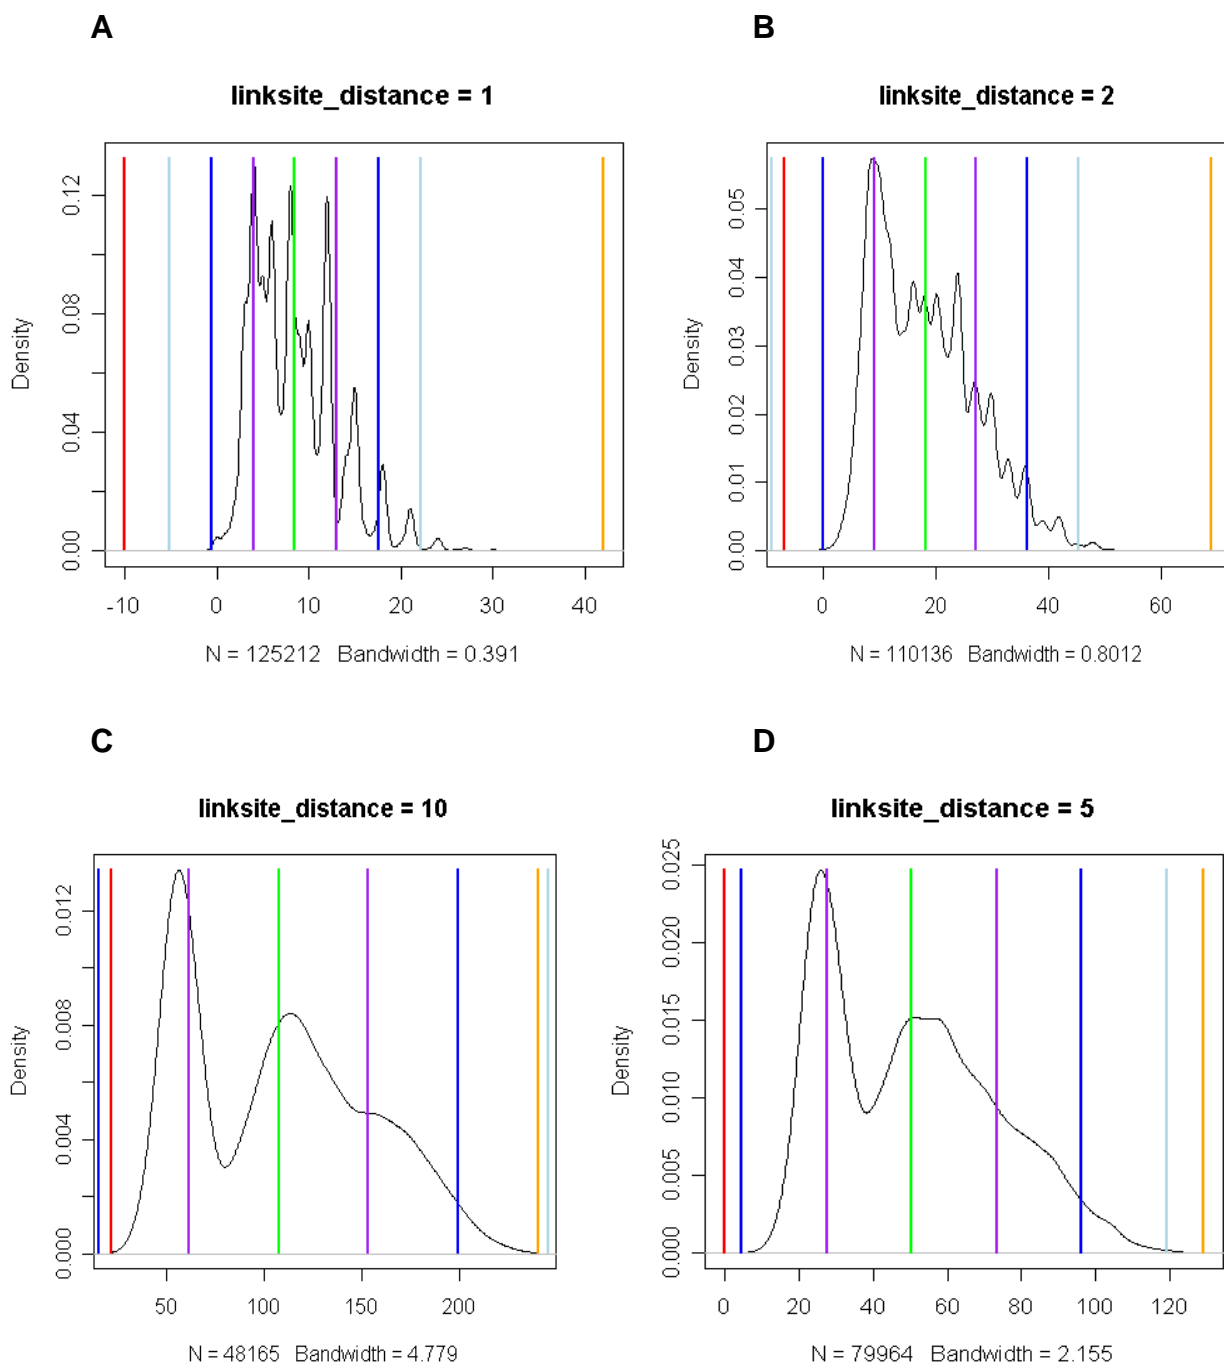 A
linksite_distance = 1
Density
0.00
0.04
0.08
0.12
-10
0
10
20
30
40
N = 125212 Bandwidth = 0.391
B
linksite_distance = 2
Density
0.00
0.01
0.02
0.03
0.04
0.05
0
20
40
60
N = 110136 Bandwidth = 0.8012
C
linksite_distance = 10
Density
0.000
0.004
0.008
0.012
50
100
150
200
N = 48165 Bandwidth = 4.779
D
linksite_distance = 5
Density
0.000
0.005
0.010
0.015
0.020
0.025
0
20
40
60
80
100
120
N = 79964 Bandwidth = 2.155